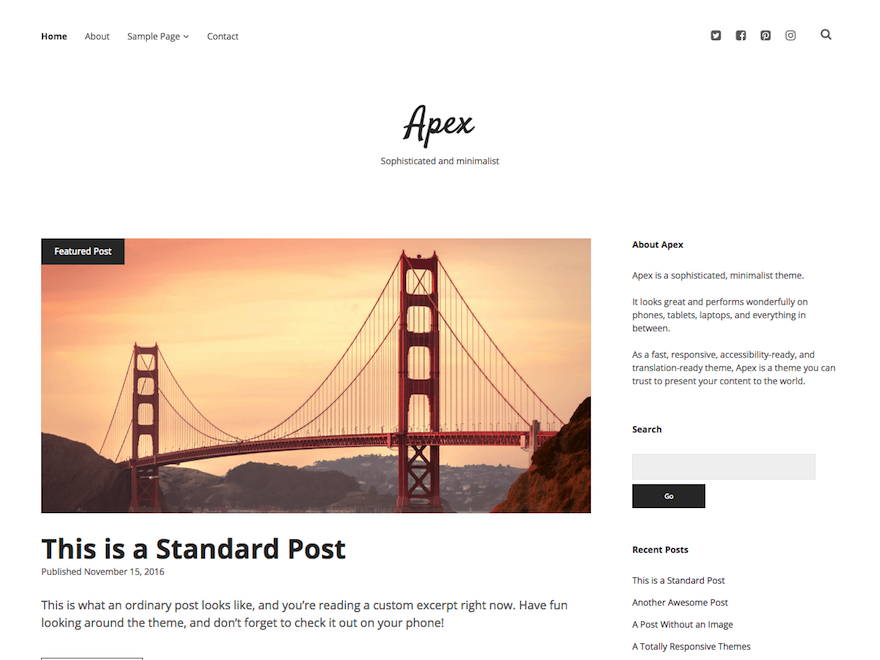 Home About Sample Page Contact
Apex
Sophisticated and minimalist
Featured Post
This is a Standard Post
Published November 15, 2016
This is what an ordinary post looks like, and you're reading a custom excerpt right now. Have fun
looking around the theme, and don't forget to check it out on your phone!
About Apex
Apex is a sophisticated, minimalist theme.
It looks great and performs wonderfully on
phones, tablets, laptops, and everything in
between.
As a fast, responsive, accessibility-ready, and
translation-ready theme, Apex is a theme you can
trust to present your content to the world.
Search
Go
Recent Posts
This is a Standard Post
Another Awesome Post
A Post Without an Image
A Totally Responsive Themes